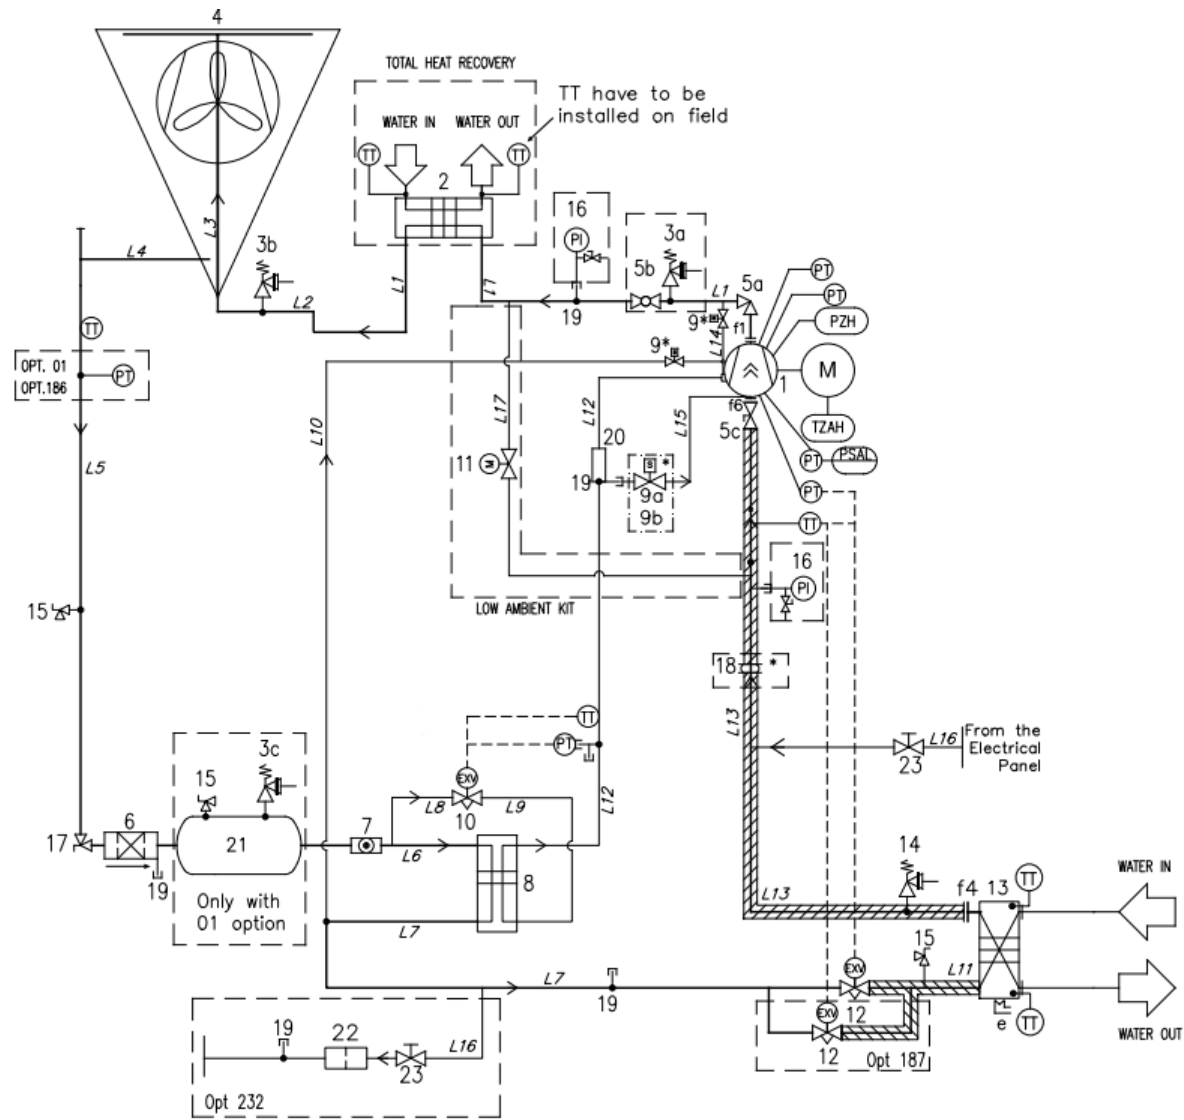 4
TOTAL HEAT RECOVERY
TT have to be
installed on field
WATER IN
WATER OUT
TT
TT
2
L3
L4
3b
L2
L1
L1
16
PI
19
3a
5b
L1
5a
PT
PT
PZH
9*
f1
L14
9*
1
M
TZAH
TT
OPT. 01
OPT.186
PT
L5
L10
L17
L12
L15
f6
5c
PT
PSAL
PT
11
M
20
19
S
*
9a
9b
TT
16
PI
LOW AMBIENT KIT
15
18
*
L13
TT
PT
L16
23
From the
Electrical
Panel
3c
15
EXV
L8
L9
10
L12
17
6
19
21
7
L6
8
Only with
01 option
L7
14
L13
f4
13
TT
WATER IN
15
L11
L7
19
EXV
12
EXV
12
Opt 187
e
TT
WATER OUT
19
22
23
L16
Opt 232